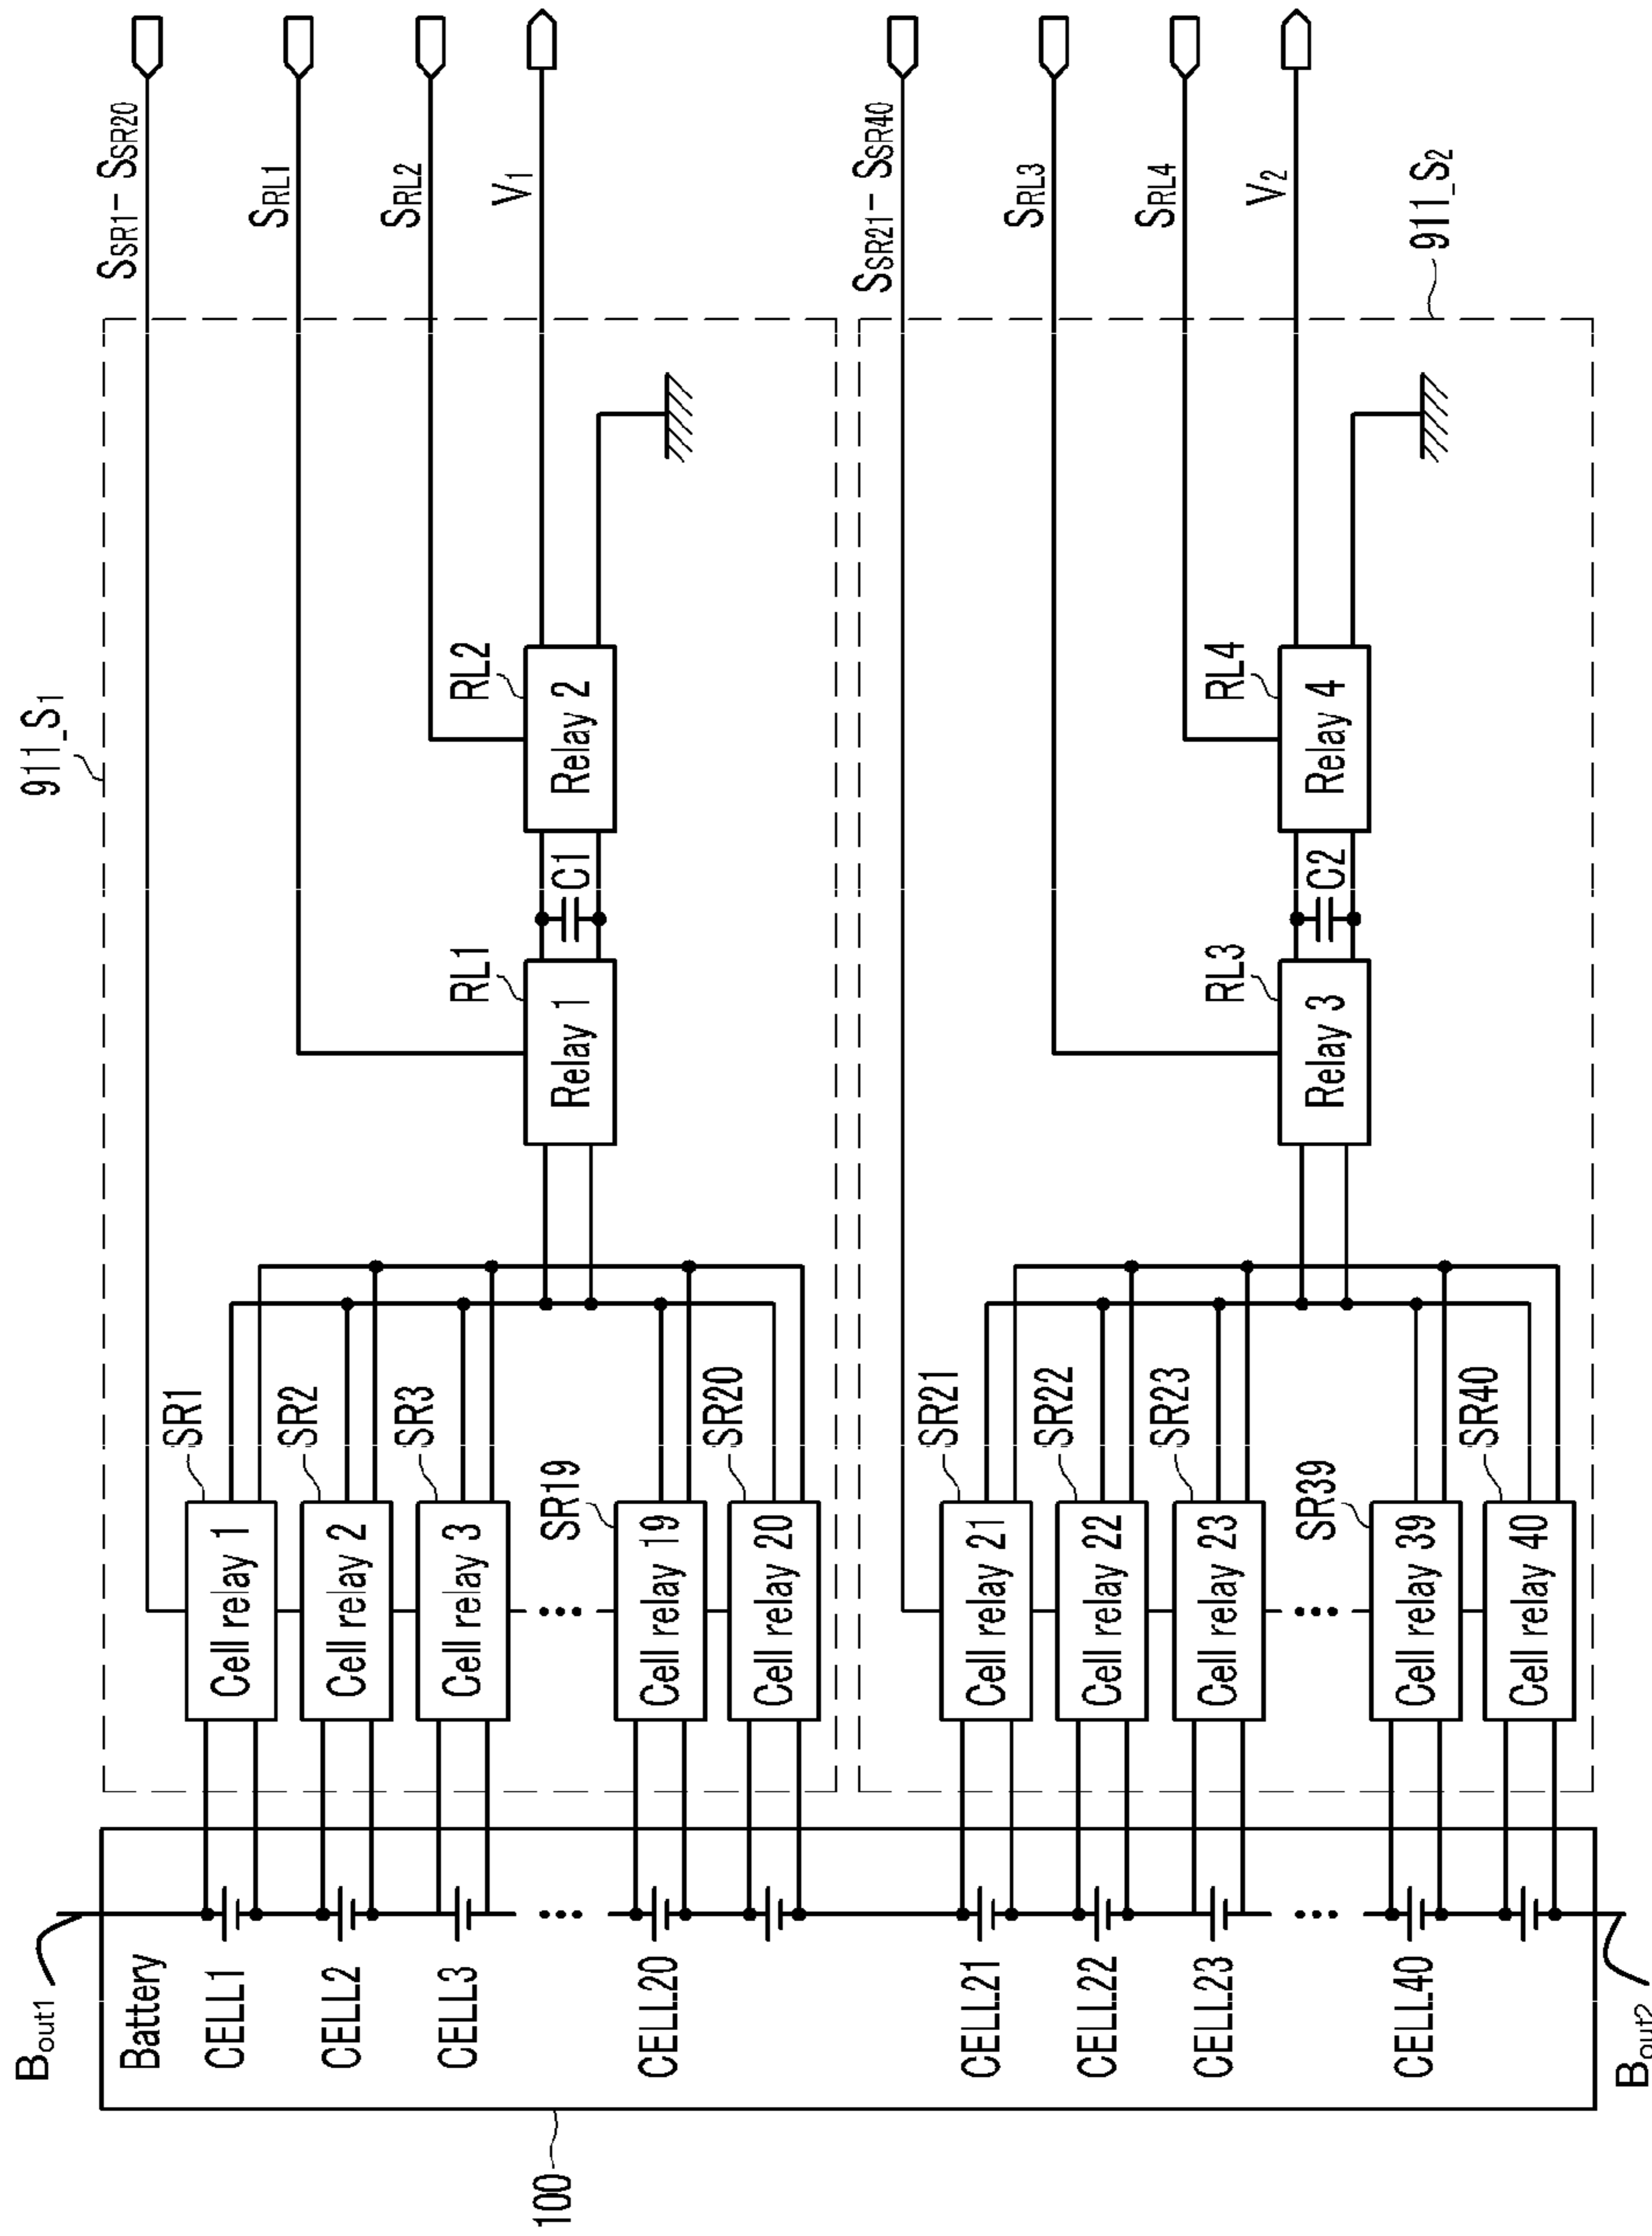 911_S1
SSR1- SSR20
SRL1
SRL2
V1
RL1
RL2
Relay 1
C1
Relay 2
SR1
SR2
SR3
SR19
SR20
Cell relay 1
Cell relay 2
Cell relay 3
•••
Cell relay 19
Cell relay 20
Bout1
Battery
CELL1
CELL2
CELL3
•••
CELL20
100
SSR21- SSR40
SRL3
SRL4
V2
911_S2
RL3
RL4
Relay 3
C2
Relay 4
SR21
SR22
SR23
SR39
SR40
Cell relay 21
Cell relay 22
Cell relay 23
•••
Cell relay 39
Cell relay 40
CELL21
CELL22
CELL23
•••
CELL40
Bout2